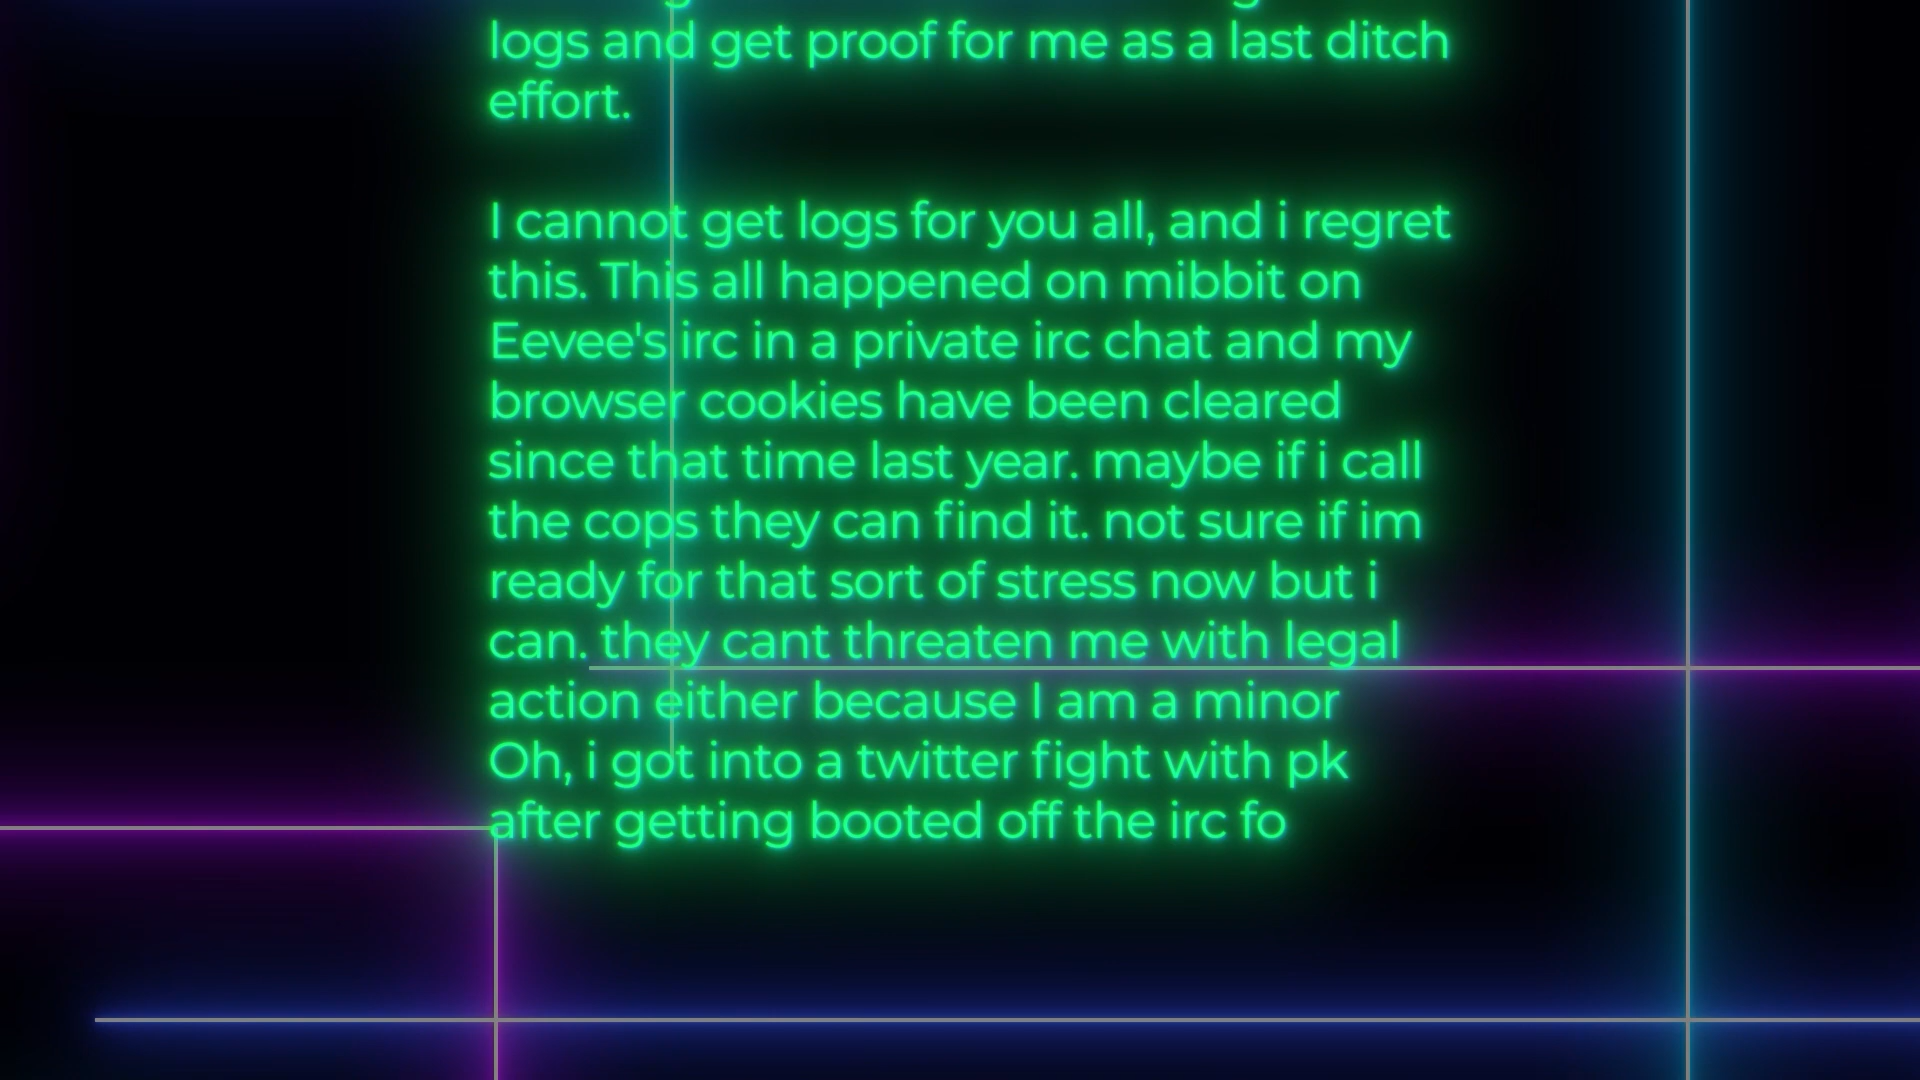 logs and get proof for me as a last ditch
effort.
I cannot get logs for you all, and i regret
this. This all happened on mibbit on
Eevee's irc in a private irc chat and my
browser cookies have been cleared
since that time last year. maybe if i call
the cops they can find it. not sure if im
ready for that sort of stress now but i
can. they cant threaten me with legal
action either because I am a minor
Oh, i got into a twitter fight with pk
after getting booted off the irc fo